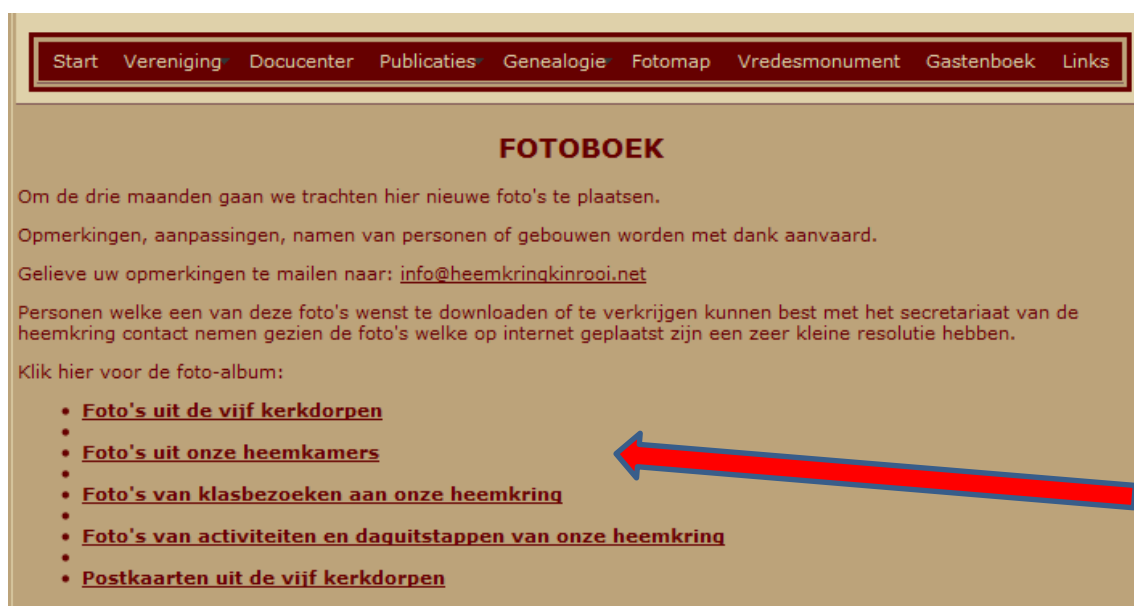 Start Vereniging Docucenter Publicaties Genealogie Fotomap Vredesmonument Gastenboek Links
FOTOBOEK
Om de drie maanden gaan we trachten hier nieuwe foto's te plaatsen.
Opmerkingen, aanpassingen, namen van personen of gebouwen worden met dank aanvaard.
Gelieve uw opmerkingen te mailen naar: info@heemkringkinrooi.net
Personen welke een van deze foto's wenst te downloaden of te verkrijgen kunnen best met het secretariaat van de
heemkring contact nemen gezien de foto's welke op internet geplaatst zijn een zeer kleine resolutie hebben.
Klik hier voor de foto-album:
• Foto's uit de vijf kerkdorpen
•
• Foto's uit onze heemkamers
•
• Foto's van klasbezoeken aan onze heemkring
•
• Foto's van activiteiten en daguitstappen van onze heemkring
•
• Postkaarten uit de vijf kerkdorpen